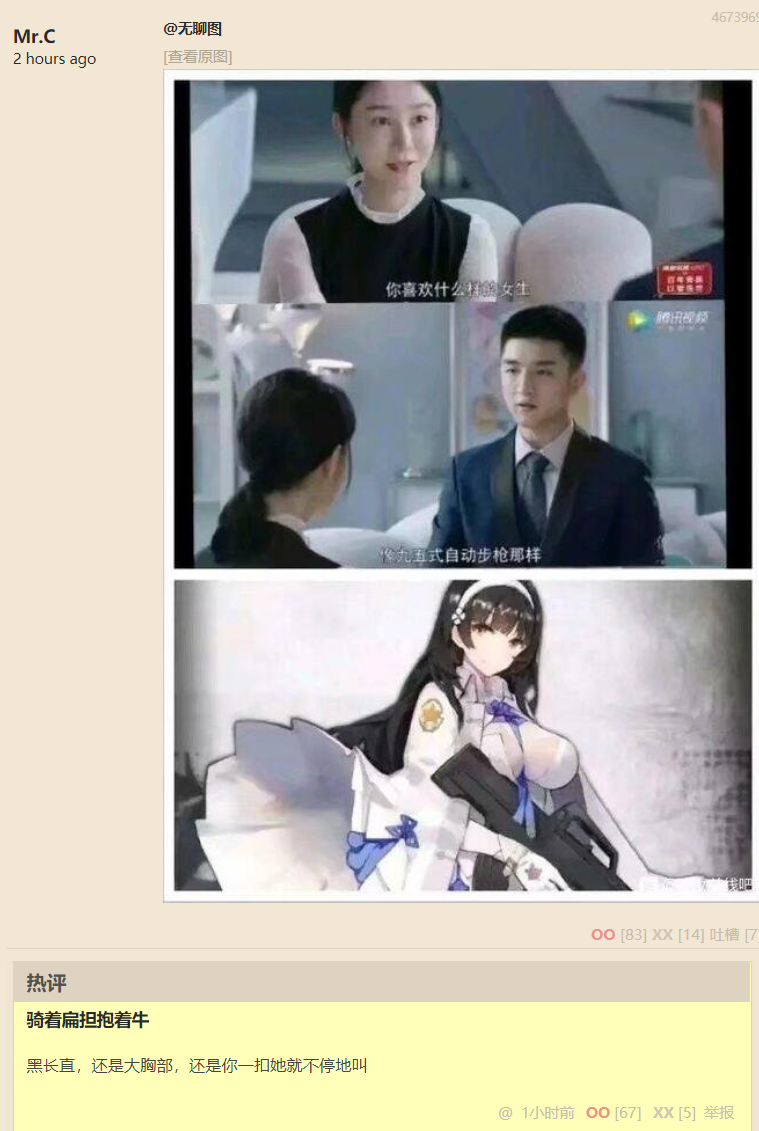 4673969
Mr.C
2 hours ago
@无聊图
[查看原图]
你喜欢什么样的女生
腾讯视频
像九五式自动步枪那样
OO [83] XX [14] 吐槽 [7
热评
骑着扁担抱着牛
黑长直，还是大胸部，还是你一扣她就不停地叫
@ 1小时前 OO [67] XX [5] 举报